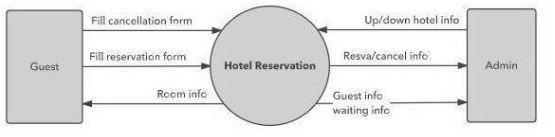 Fill cancellation form
Up/down hotel info
Fill reservation form
Resva/cancel info
Guest
Hotel Reservation
Admin
Room info
Guest info
waiting info